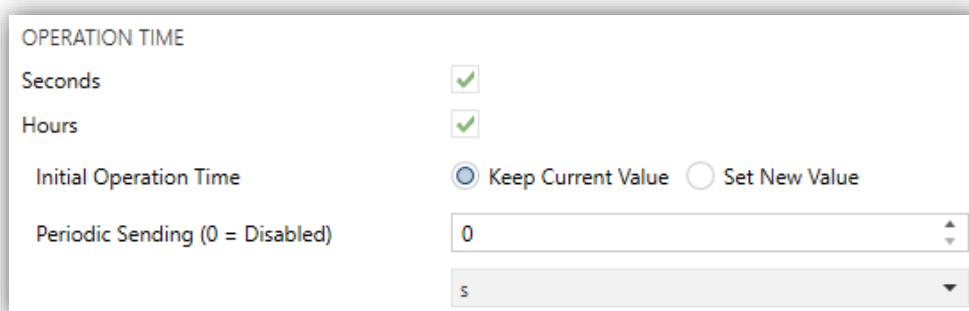 OPERATION TIME
Seconds
Hours
Initial Operation Time Keep Current Value Set New Value
Periodic Sending (0 = Disabled) 0
s